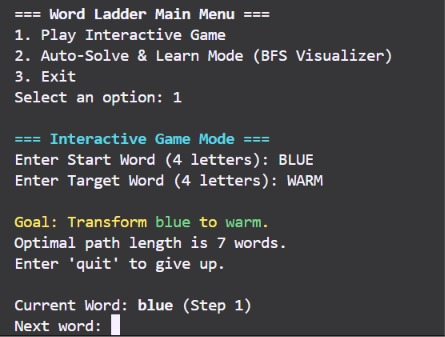 === Word Ladder Main Menu ===
1. Play Interactive Game
2. Auto-Solve & Learn Mode (BFS Visualizer)
3. Exit
Select an option: 1
=== Interactive Game Mode ===
Enter Start Word (4 letters): BLUE
Enter Target Word (4 letters): WARM
Goal: Transform blue to warm.
Optimal path length is 7 words.
Enter 'quit' to give up.
Current Word: blue (Step 1)
Next word: